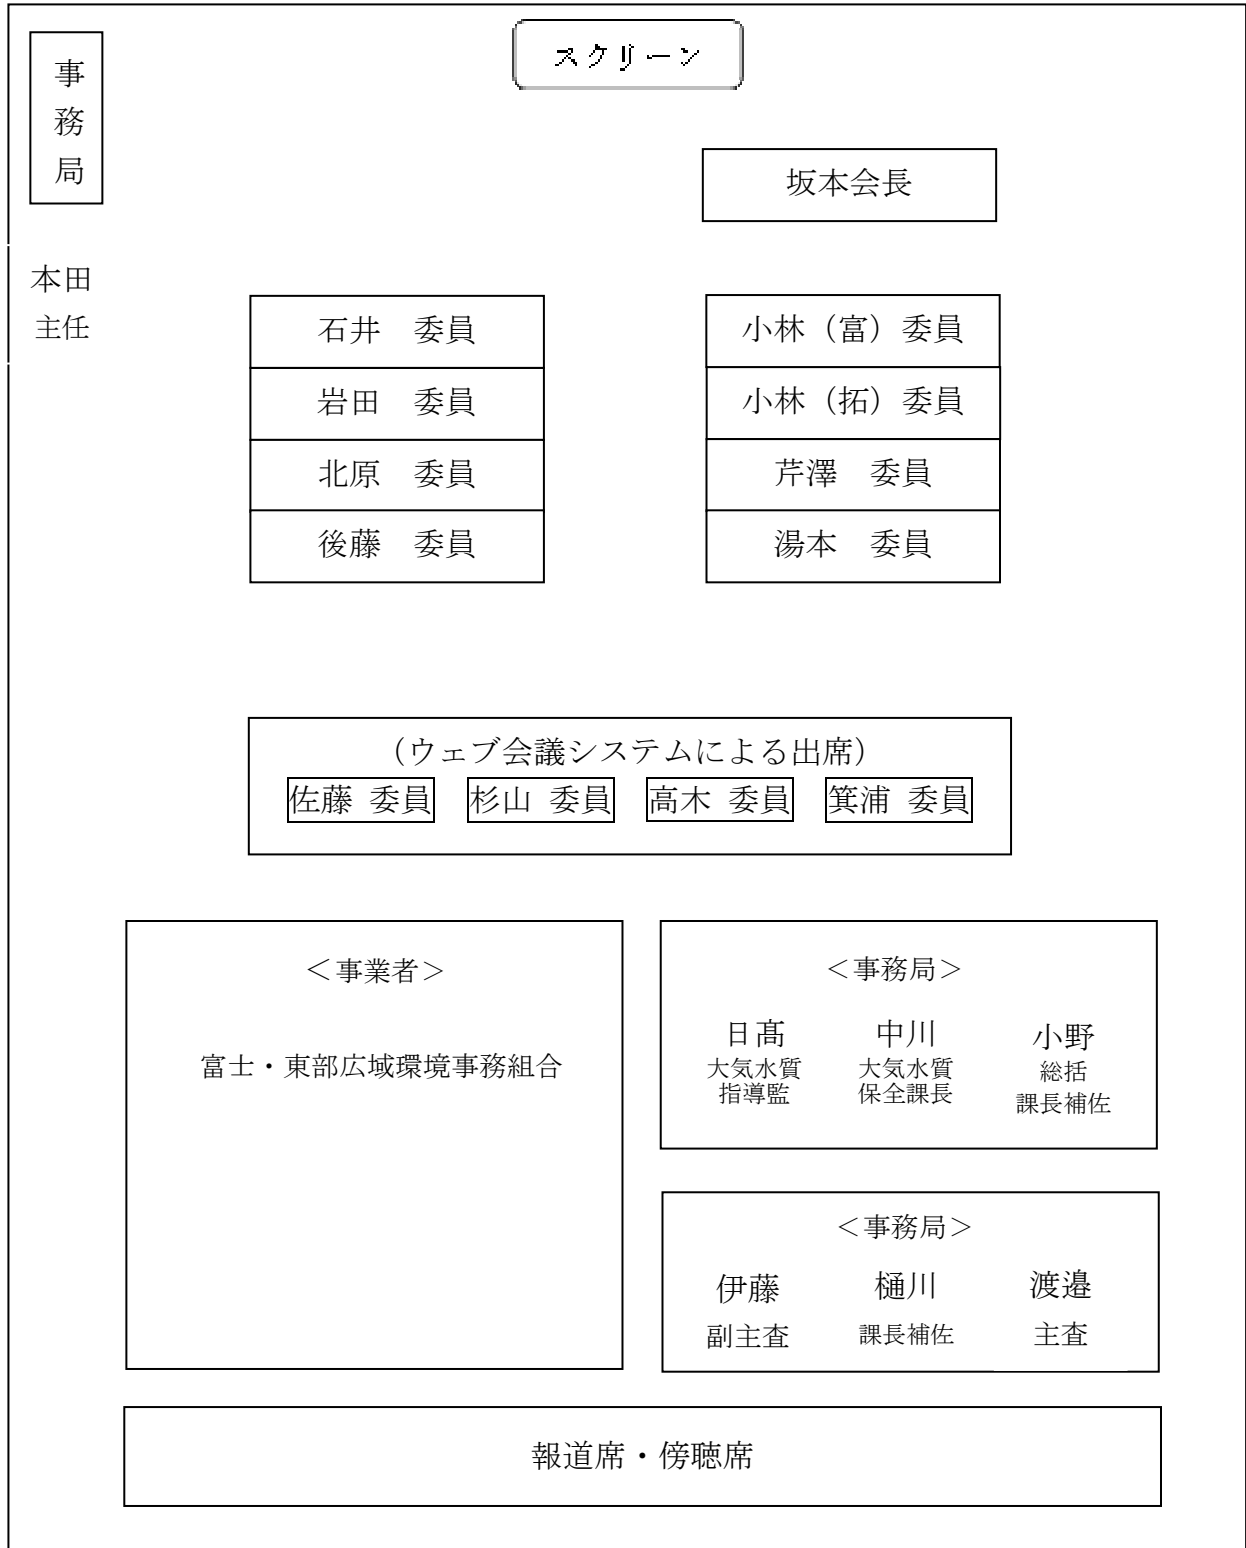 スクリーン
事務局
坂本会長
本田
主任
石井　委員
岩田　委員
北原　委員
後藤　委員
小林（富）委員
小林（拓）委員
芹澤　委員
湯本　委員
（ウェブ会議システムによる出席）
佐藤 委員　杉山 委員　高木 委員　箕浦 委員
＜事業者＞
富士・東部広域環境事務組合
＜事務局＞
日髙　中川　小野
大気水質　大気水質　総括
指導監　保全課長　課長補佐
＜事務局＞
伊藤　樋川　渡邉
副主査　課長補佐　主査
報道席・傍聴席